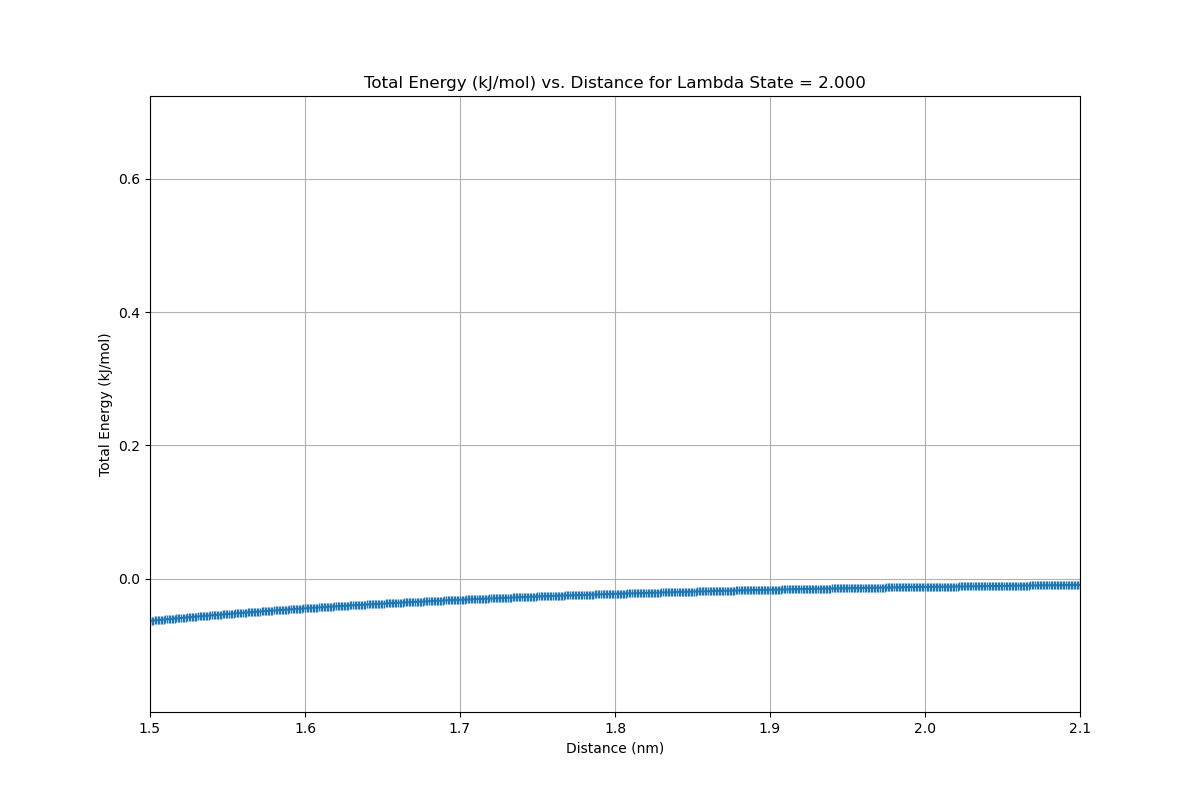 Total Energy (kJ/mol) vs. Distance for Lambda State = 2.000
0.6
0.4
0.2
0.0
Total Energy (kJ/mol)
1.5 1.6 1.7 1.8 1.9 2.0 2.1
Distance (nm)